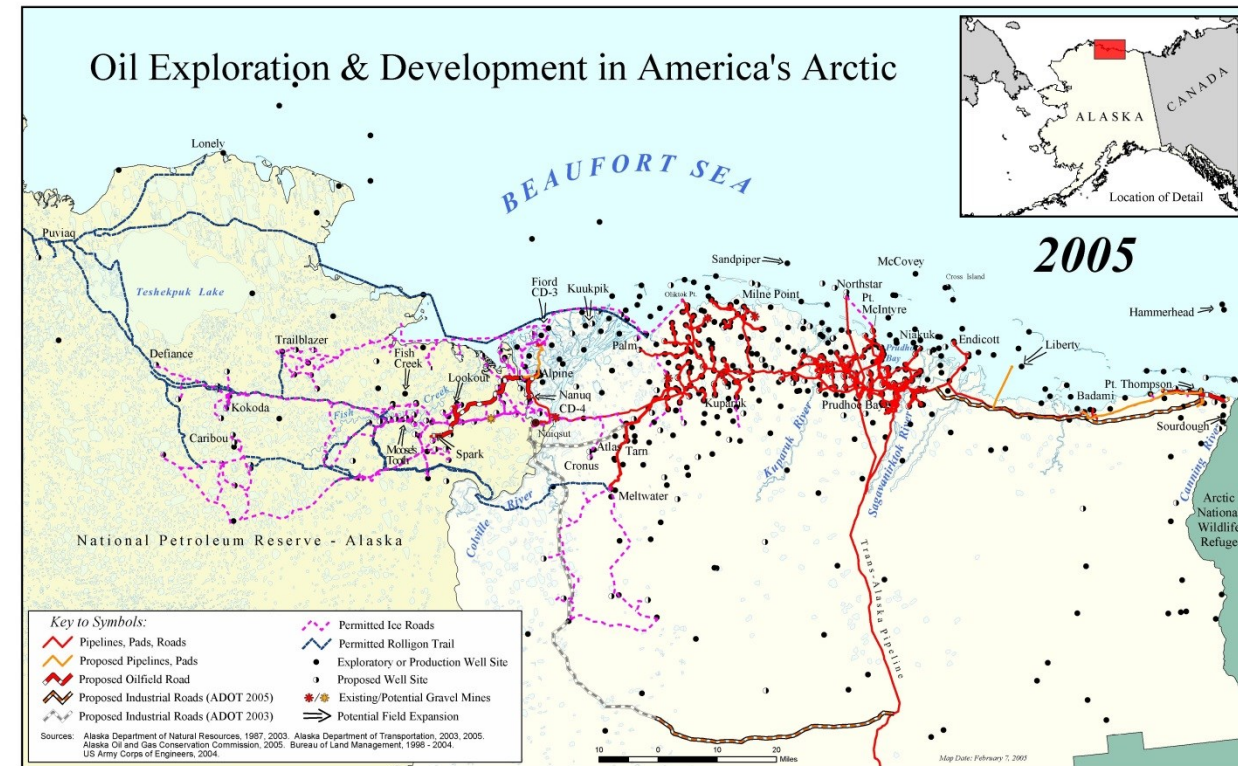 Oil Exploration & Development in America's Arctic
ALASKA
CANADA
Location of Detail
2005
BEAUFORT SEA
Lonely
Puviaq
Teshekpuk Lake
Sandpiper
McCovey
Cross Island
Hammerhead
Fiord
CD-3
Kuukpik
Oliktok Pt.
Milne Point
Northstar
Pt.
McIntyre
Niakuk
Prudhoe
Bay
Endicott
Liberty
Trailblazer
Defiance
Fish
Creek
Lookout
Palm
Alpine
Nanuq
CD-4
Kokoda
Fish Creek
Caribou
Moose's
Tooth
Spark
Nuiqsut
Atlas
Tarn
Cronus
Meltwater
Kuparuk
Prudhoe Bay
Badami
Pt. Thompson
Sourdough
Colville River
Kuparuk River
Sagavanirktok River
Canning River
Trans-Alaska Pipeline
Arctic
National
Wildlife
Refuge
National Petroleum Reserve - Alaska
Key to Symbols:
Pipelines, Pads, Roads
Proposed Pipelines, Pads
Proposed Oilfield Road
Proposed Industrial Roads (ADOT 2005)
Proposed Industrial Roads (ADOT 2003)
Permitted Ice Roads
Permitted Rolligon Trail
Exploratory or Production Well Site
Proposed Well Site
Existing/Potential Gravel Mines
Potential Field Expansion
Sources: Alaska Department of Natural Resources, 1987, 2003. Alaska Department of Transportation, 2003, 2005.
Alaska Oil and Gas Conservation Commission, 2005. Bureau of Land Management, 1998 - 2004.
US Army Corps of Engineers, 2004.
10 0 10 20
Miles
Map Date: February 7, 2005